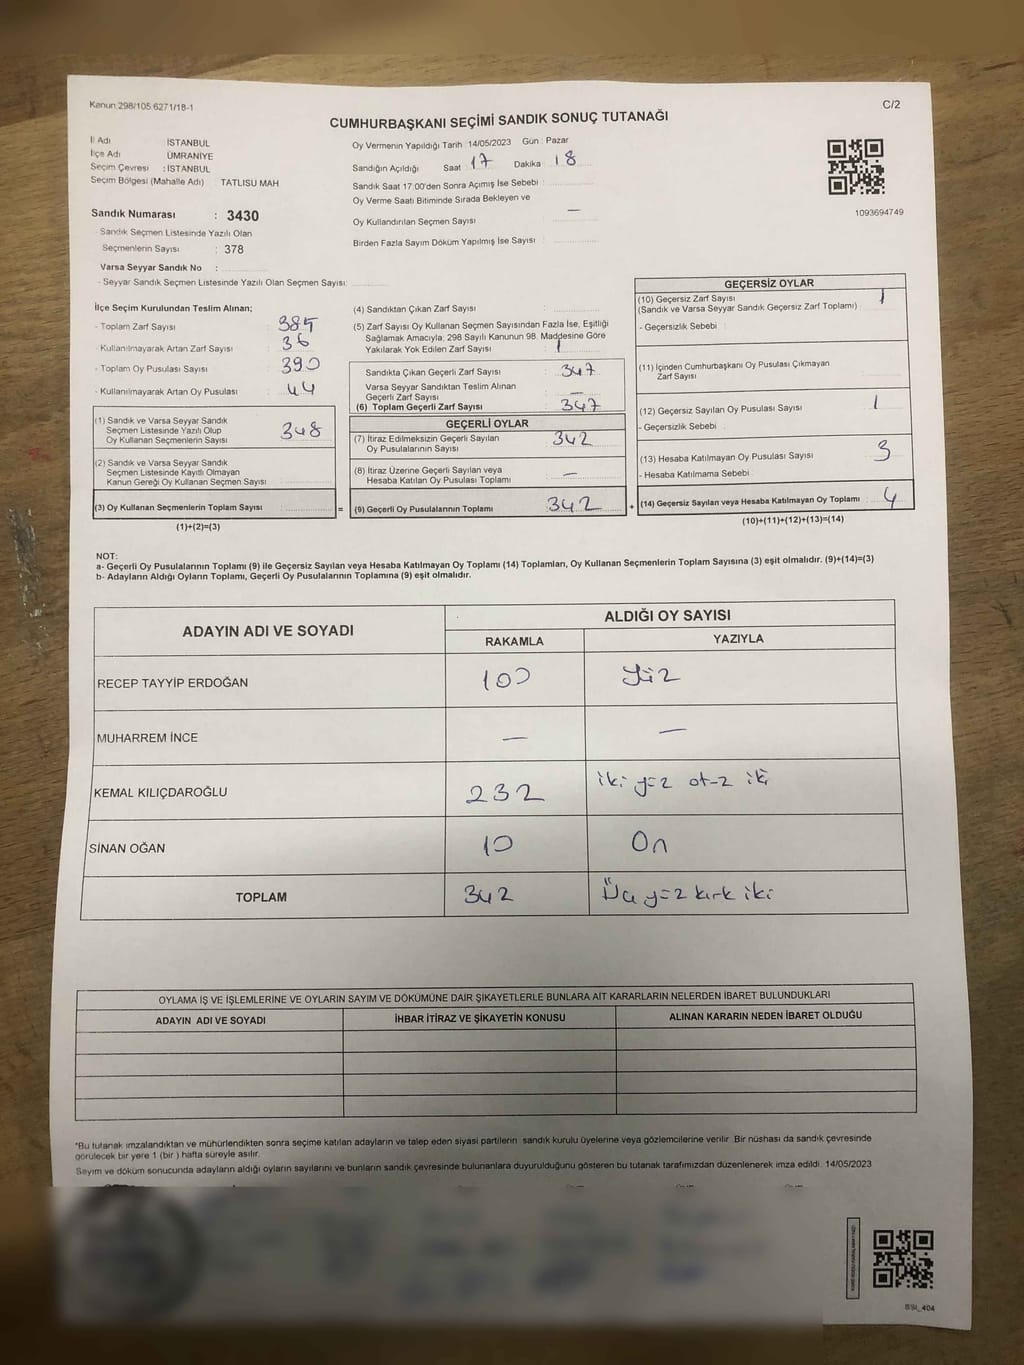 Kanun 298/105 6271/18-1
C/2
CUMHURBAŞKANI SEÇİMİ SANDIK SONUÇ TUTANAĞI
İl Adı İSTANBUL
İlçe Adı ÜMRANİYE
Seçim Çevresi : İSTANBUL
Seçim Bölgesi (Mahalle Adı) TATLISU MAH
Sandık Numarası : 3430
Sandık Seçmen Listesinde Yazılı Olan
Seçmenlerin Sayısı : 378
Varsa Seyyar Sandık No :
- Seyyar Sandık Seçmen Listesinde Yazılı Olan Seçmen Sayısı:
Oy Vermenin Yapıldığı Tarih :14/05/2023 Gün : Pazar
Sandığın Açıldığı Saat : 17 Dakika : 18
Sandık Saat 17:00'den Sonra Açılmış İse Sebebi :
Oy Verme Saati Bitiminde Sırada Bekleyen ve
Oy Kullandırılan Seçmen Sayısı : —
Birden Fazla Sayım Döküm Yapılmış İse Sayısı :
1093694749
İlçe Seçim Kurulundan Teslim Alınan;
- Toplam Zarf Sayısı : 385
- Kullanılmayarak Artan Zarf Sayısı : 36
- Toplam Oy Pusulası Sayısı : 390
- Kullanılmayarak Artan Oy Pusulası : 44
(1) Sandık ve Varsa Seyyar Sandık
Seçmen Listesinde Yazılı Olup
Oy Kullanan Seçmenlerin Sayısı : 348
(2) Sandık ve Varsa Seyyar Sandık
Seçmen Listesinde Kayıtlı Olmayan
Kanun Gereği Oy Kullanan Seçmen Sayısı :
(3) Oy Kullanan Seçmenlerin Toplam Sayısı :
(1)+(2)=(3)
=
(4) Sandıktan Çıkan Zarf Sayısı :
(5) Zarf Sayısı Oy Kullanan Seçmen Sayısından Fazla İse, Eşitliği
Sağlamak Amacıyla; 298 Sayılı Kanunun 98. Maddesine Göre
Yakılarak Yok Edilen Zarf Sayısı : 1
Sandıkta Çıkan Geçerli Zarf Sayısı : 347
Varsa Seyyar Sandıktan Teslim Alınan
Geçerli Zarf Sayısı : —
(6) Toplam Geçerli Zarf Sayısı : 347
GEÇERLİ OYLAR
(7) İtiraz Edilmeksizin Geçerli Sayılan
Oy Pusulalarının Sayısı : 342
(8) İtiraz Üzerine Geçerli Sayılan veya
Hesaba Katılan Oy Pusulası Toplamı : —
(9) Geçerli Oy Pusulalarının Toplamı : 342
+
GEÇERSİZ OYLAR
(10) Geçersiz Zarf Sayısı 1
(Sandık ve Varsa Seyyar Sandık Geçersiz Zarf Toplamı) :
- Geçersizlik Sebebi :
(11) İçinden Cumhurbaşkanı Oy Pusulası Çıkmayan
Zarf Sayısı :
(12) Geçersiz Sayılan Oy Pusulası Sayısı : 1
- Geçersizlik Sebebi :
(13) Hesaba Katılmayan Oy Pusulası Sayısı : 3
- Hesaba Katılmama Sebebi :
(14) Geçersiz Sayılan veya Hesaba Katılmayan Oy Toplamı : 4
(10)+(11)+(12)+(13)=(14)
NOT:
a- Geçerli Oy Pusulalarının Toplamı (9) ile Geçersiz Sayılan veya Hesaba Katılmayan Oy Toplamı (14) Toplamları, Oy Kullanan Seçmenlerin Toplam Sayısına (3) eşit olmalıdır. (9)+(14)=(3)
b- Adayların Aldığı Oyların Toplamı, Geçerli Oy Pusulalarının Toplamına (9) eşit olmalıdır.
ADAYIN ADI VE SOYADI
ALDIĞI OY SAYISI
RAKAMLA YAZIYLA
RECEP TAYYİP ERDOĞAN 100 Yüz
MUHARREM İNCE — —
KEMAL KILIÇDAROĞLU 232 iki yüz otuz iki
SİNAN OĞAN 10 On
TOPLAM 342 Üç yüz kırk iki
OYLAMA İŞ VE İŞLEMLERİNE VE OYLARIN SAYIM VE DÖKÜMÜNE DAİR ŞİKAYETLERLE BUNLARA AİT KARARLARIN NELERDEN İBARET BULUNDUKLARI
ADAYIN ADI VE SOYADI İHBAR İTİRAZ VE ŞİKAYETİN KONUSU ALINAN KARARIN NEDEN İBARET OLDUĞU
*Bu tutanak imzalandıktan ve mühürlendikten sonra seçime katılan adayların ve talep eden siyasi partilerin sandık kurulu üyelerine veya gözlemcilerine verilir. Bir nüshası da sandık çevresinde
görülecek bir yere 1 (bir ) hafta süreyle asılır.
Sayım ve döküm sonucunda adayların aldığı oyların sayılarını ve bunların sandık çevresinde bulunanlara duyurulduğunu gösteren bu tutanak tarafımızdan düzenlenerek imza edildi. 14/05/2023
BSI_404